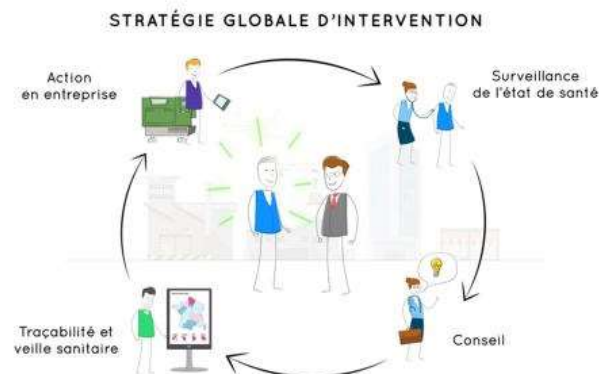 STRATÉGIE GLOBALE D'INTERVENTION
Action
en entreprise
Surveillance
de l'état de santé
Traçabilité et
veille sanitaire
Conseil